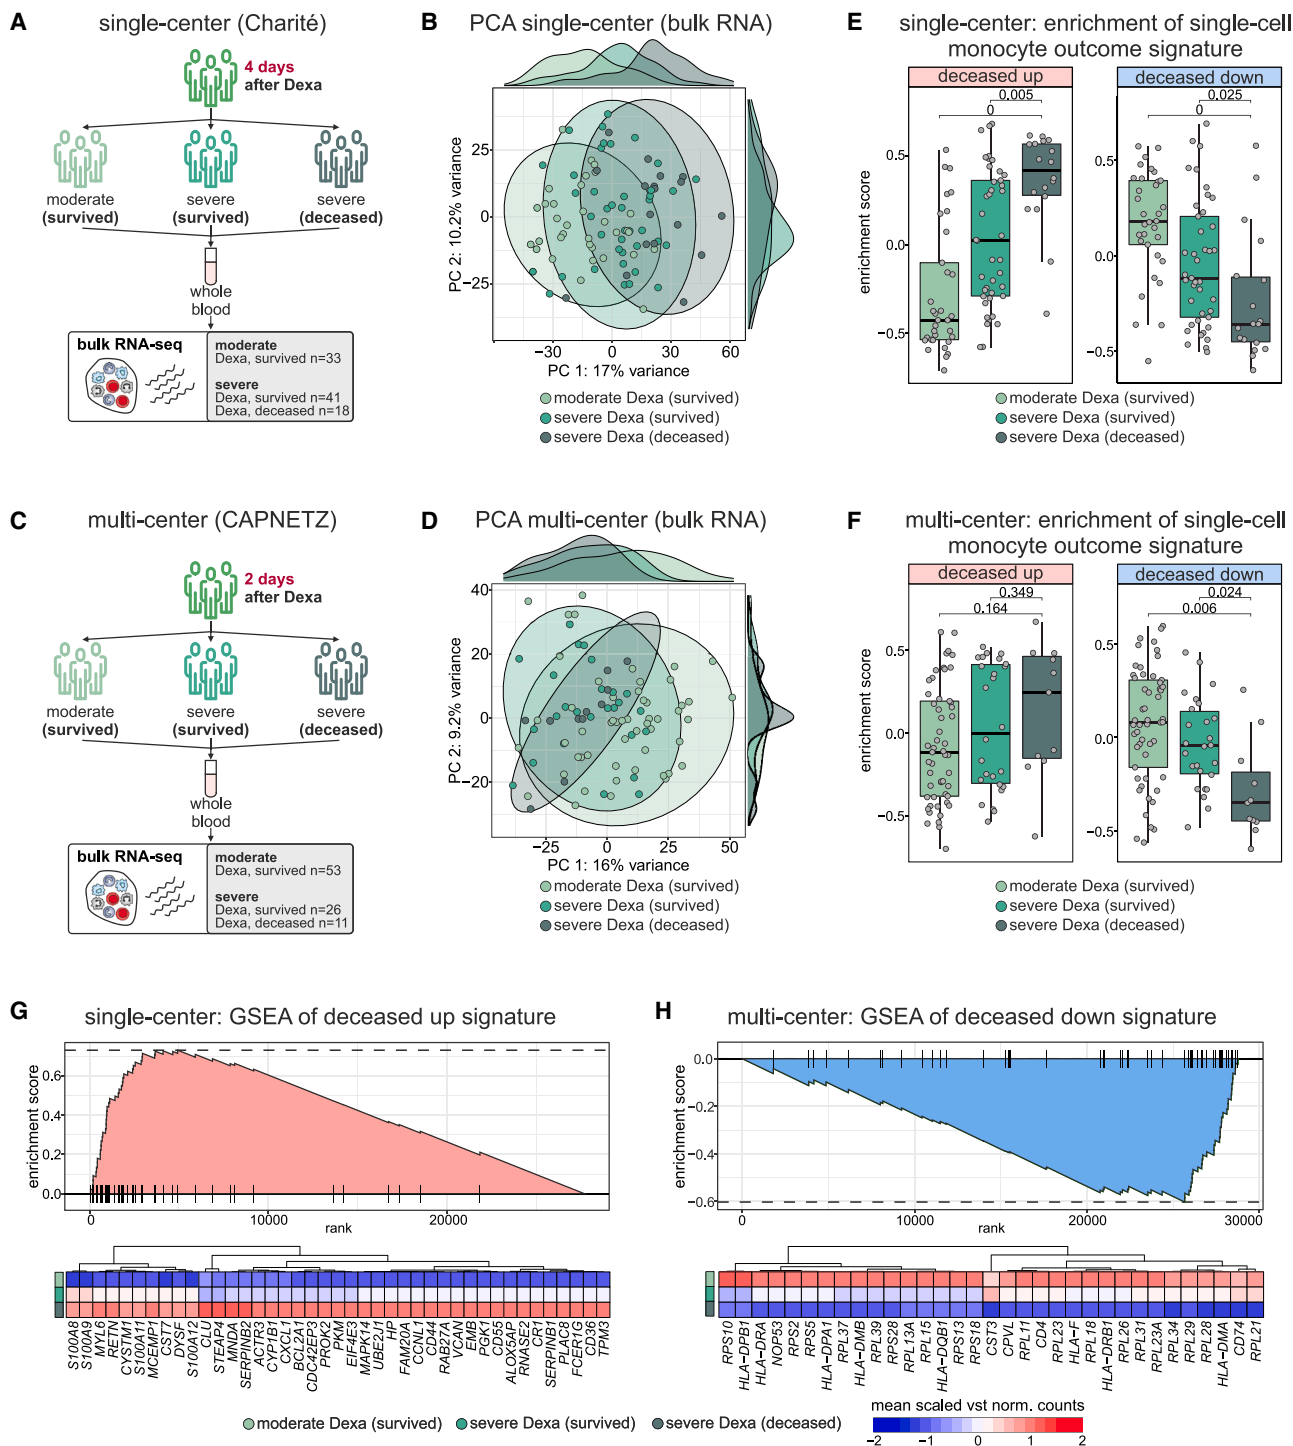 A single-center (Charité)
4 days
after Dexa
moderate
(survived)
severe
(survived)
severe
(deceased)
whole
blood
bulk RNA-seq
moderate
Dexa, survived n=33
severe
Dexa, survived n=41
Dexa, deceased n=18
B PCA single-center (bulk RNA)
PC 2: 10.2% variance
25
0
−25
−30 0 30 60
PC 1: 17% variance
moderate Dexa (survived)
severe Dexa (survived)
severe Dexa (deceased)
E single-center: enrichment of single-cell
monocyte outcome signature
deceased up
deceased down
0.005
0
0.025
0
enrichment score
0.5
0.0
−0.5
0.5
0.0
−0.5
moderate Dexa (survived)
severe Dexa (survived)
severe Dexa (deceased)
C multi-center (CAPNETZ)
2 days
after Dexa
moderate
(survived)
severe
(survived)
severe
(deceased)
whole
blood
bulk RNA-seq
moderate
Dexa, survived n=53
severe
Dexa, survived n=26
Dexa, deceased n=11
D PCA multi-center (bulk RNA)
PC 2: 9.2% variance
40
20
0
−20
−25 0 25 50
PC 1: 16% variance
moderate Dexa (survived)
severe Dexa (survived)
severe Dexa (deceased)
F multi-center: enrichment of single-cell
monocyte outcome signature
deceased up
deceased down
0.349
0.164
0.024
0.006
enrichment score
0.5
0.0
−0.5
0.5
0.0
−0.5
moderate Dexa (survived)
severe Dexa (survived)
severe Dexa (deceased)
G single-center: GSEA of deceased up signature
enrichment score
0.6
0.4
0.2
0.0
0 10000 20000
rank
S100A8
S100A9
MYL6
RETN
CYSTM1
S100A11
MCEMP1
CST7
DYSF
S100A12
CLU
STEAP4
MNDA
SERPINB2
ACTR3
CYP1B1
CXCL1
BCL2A1
CDC42EP3
PROK2
PKM
EIF4E3
MAPK14
UBE2J1
HP
FAM20A
CCNL1
CD44
RAB27A
VCAN
EMB
PGK1
CD55
ALOX5AP
RNASE2
CR1
SERPINB1
PLAC8
FCER1G
CD36
TPM3
H multi-center: GSEA of deceased down signature
enrichment score
0.0
−0.2
−0.4
−0.6
0 10000 20000 30000
rank
RPS10
HLA−DPB1
HLA−DRA
NOP53
RPS2
RPS5
HLA−DPA1
RPL37
HLA−DMB
RPL39
RPS28
RPL13A
RPL15
HLA−DQB1
RPS13
RPS18
CST3
CPVL
RPL11
CD4
RPL23
HLA−F
RPL18
HLA−DRB1
RPL26
RPL31
RPL23A
RPL34
RPL29
RPL28
HLA−DMA
CD74
RPL21
moderate Dexa (survived) severe Dexa (survived) severe Dexa (deceased)
mean scaled vst norm. counts
−2 −1 0 1 2